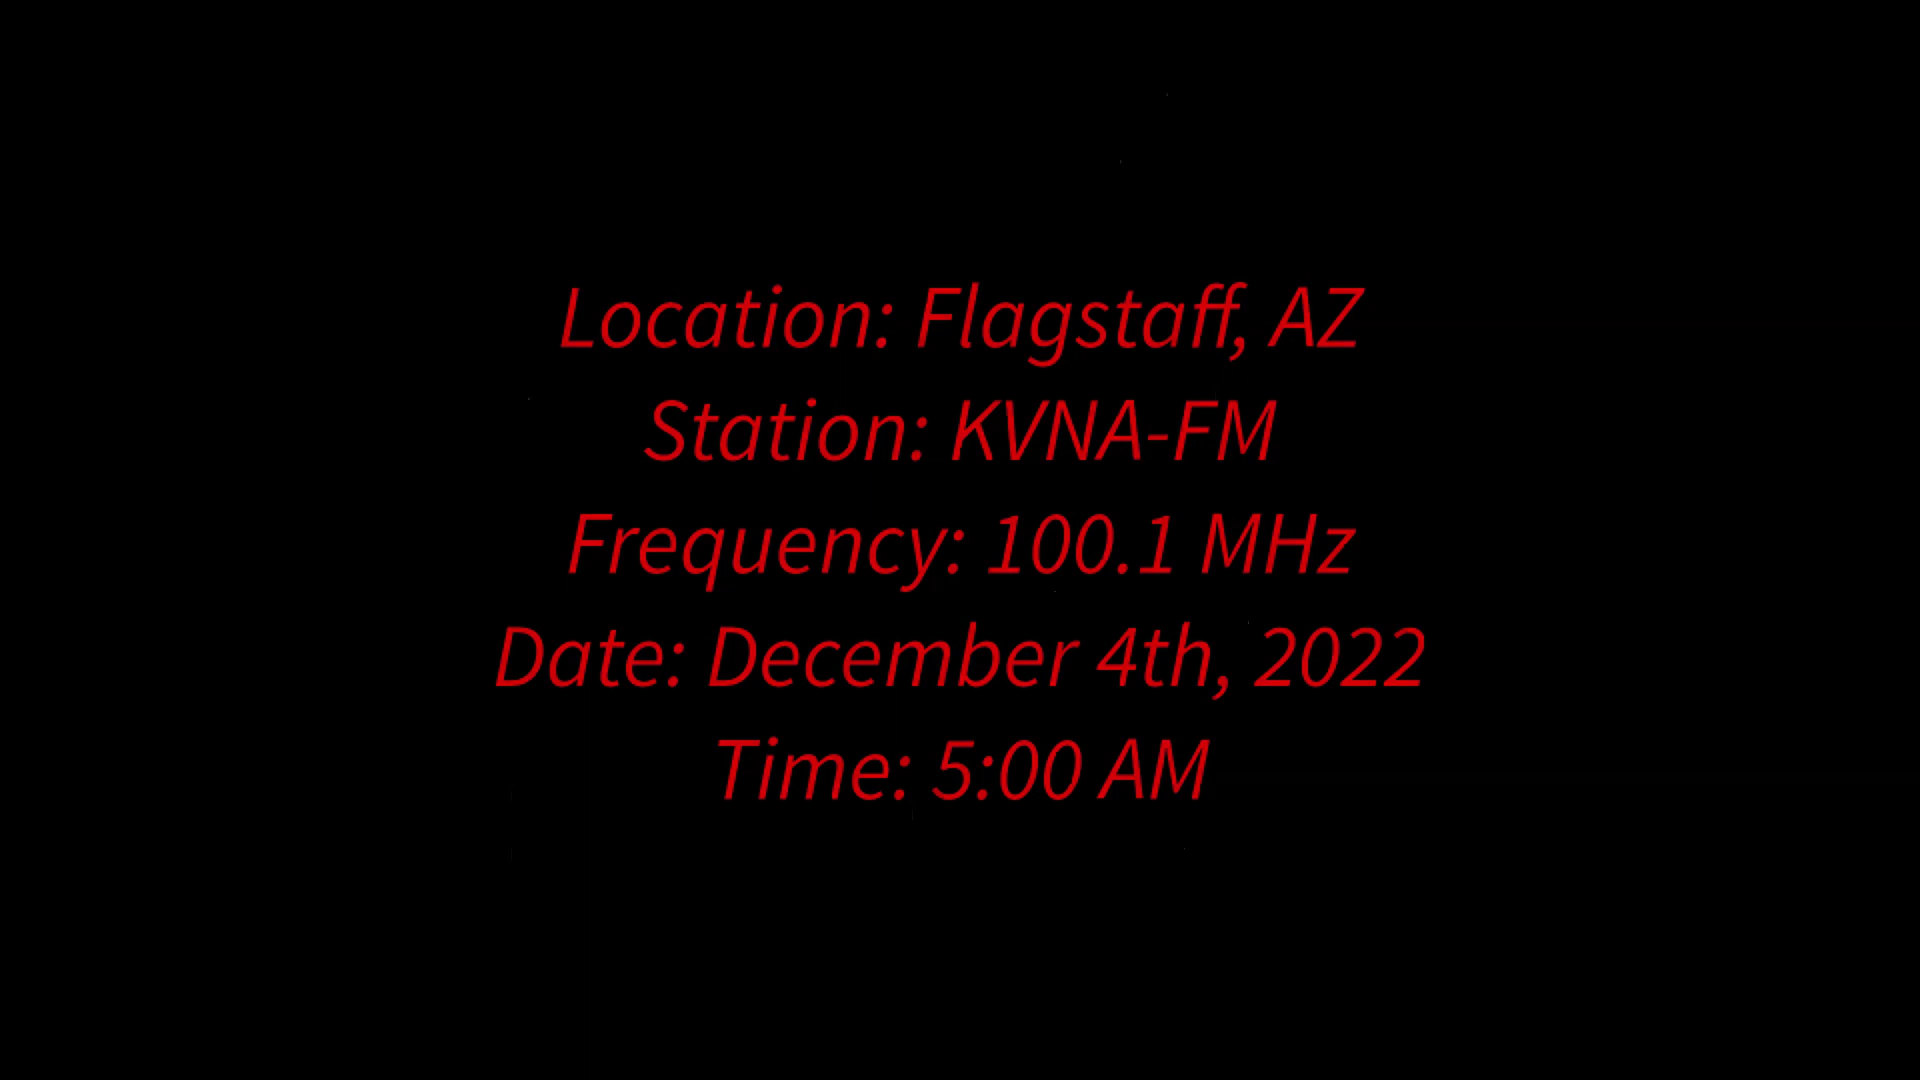 Location: Flagstaff, AZ
Station: KVNA-FM
Frequency: 100.1 MHz
Date: December 4th, 2022
Time: 5:00 AM